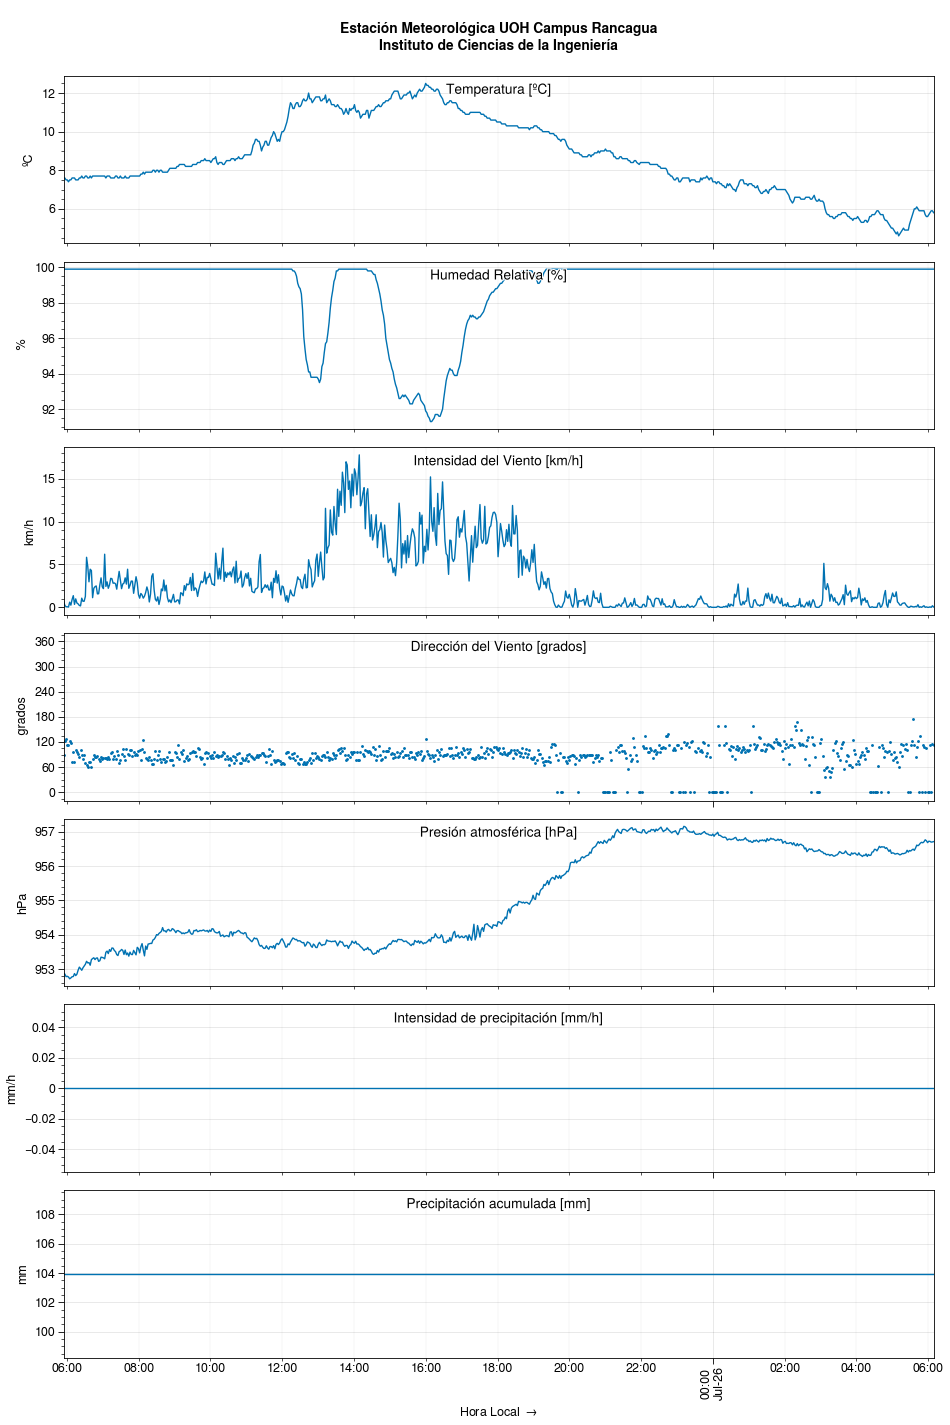 Estación Meteorológica UOH Campus Rancagua
Instituto de Ciencias de la Ingeniería
Temperatura [ºC]
ºC
12
10
8
6
Humedad Relativa [%]
%
100
98
96
94
92
Intensidad del Viento [km/h]
km/h
15
10
5
0
Dirección del Viento [grados]
grados
360
300
240
180
120
60
0
Presión atmosférica [hPa]
hPa
957
956
955
954
953
Intensidad de precipitación [mm/h]
mm/h
0.04
0.02
0
−0.02
−0.04
Precipitación acumulada [mm]
mm
108
106
104
102
100
06:00 08:00 10:00 12:00 14:00 16:00 18:00 20:00 22:00 00:00 02:00 04:00 06:00
Jul-26
Hora Local →